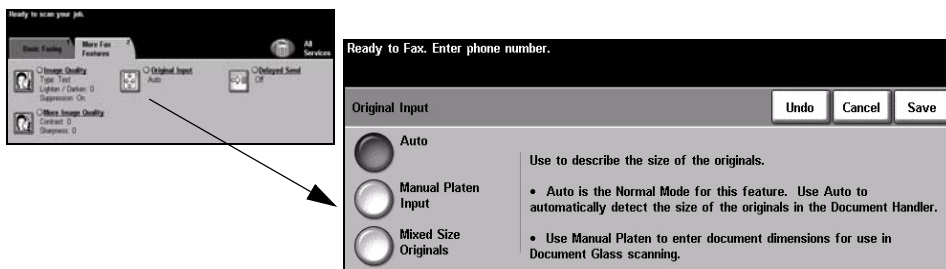 Ready to scan your job.
Basic Faxing 1
More Fax 2
Features
All
Services
Image Quality
Type: Text
Lighten / Darken: 0
Suppression: On
Original Input
Auto
Delayed Send
Off
More Image Quality
Contrast: 0
Sharpness: 0
Ready to Fax. Enter phone number.
Original Input
Undo
Cancel
Save
Auto
Manual Platen
Input
Mixed Size
Originals
Use to describe the size of the originals.
• Auto is the Normal Mode for this feature. Use Auto to
automatically detect the size of the originals in the Document Handler.
• Use Manual Platen to enter document dimensions for use in
Document Glass scanning.